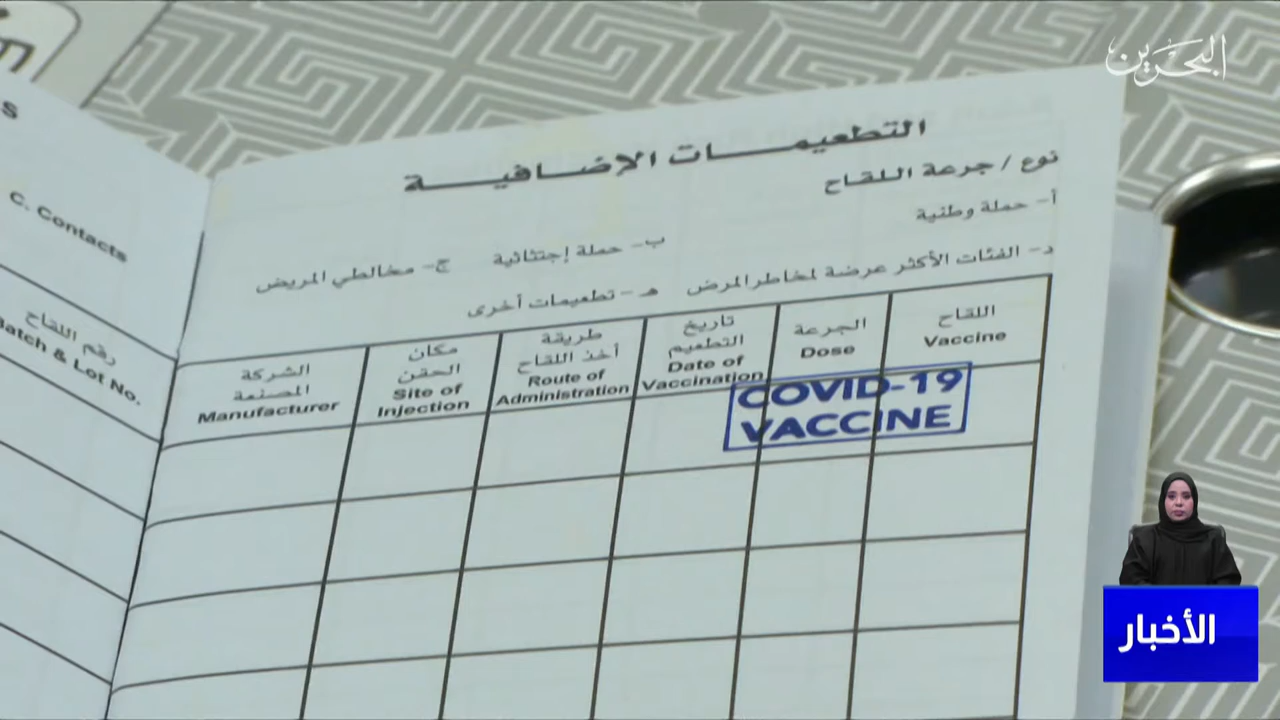 البحرين
التطعيمات الإضافية
نوع / جرعة اللقاح
أ- حملة وطنية
ب- حملة إجتثائية
ج- مخالطي المريض
د- الفئات الأكثر عرضة لمخاطر المرض
هـ - تطعيمات أخرى
اللقاح
Vaccine
الجرعة
Dose
تاريخ
التطعيم
Date of
Vaccination
طريقة
أخذ اللقاح
Route of
Administration
مكان
الحقن
Site of
Injection
الشركة
المصنعة
Manufacturer
COVID-19
VACCINE
C. Contacts
رقم اللقاح
Batch & Lot No.
الأخبار